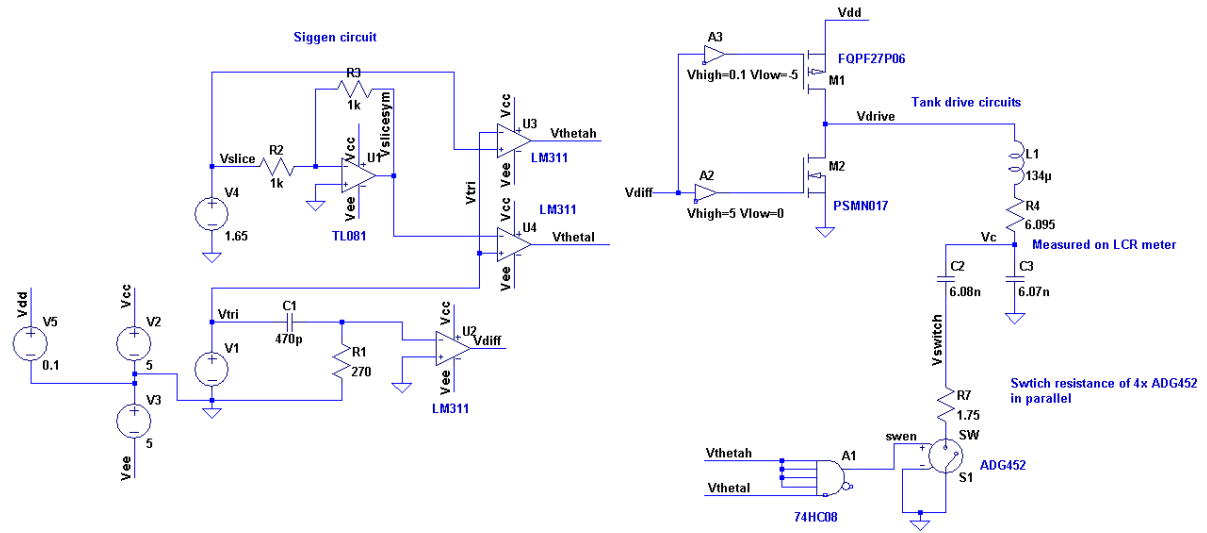 Siggen circuit
Vslice
V4
1.65
R2
1k
R3
1k
Vcc
U1
Vee
TL081
Vslicesym
Vtri
Vcc
U3
Vee
LM311
Vthetah
Vcc
U4
Vee
LM311
Vthetal
Vdd
V5
0.1
Vcc
V2
5
V3
5
Vee
Vtri
V1
C1
470p
R1
270
Vcc
U2
Vee
LM311
Vdiff
Vdd
A3
Vhigh=0.1 Vlow=-5
FQPF27P06
M1
Tank drive circuits
Vdrive
Vdiff
A2
Vhigh=5 Vlow=0
M2
PSMN017
L1
134µ
R4
6.095
Vc
Measured on LCR meter
C2
6.08n
C3
6.07n
Vswitch
R7
1.75
Swtich resistance of 4x ADG452
in parallel
swen
SW
S1
ADG452
Vthetah
Vthetal
A1
74HC08